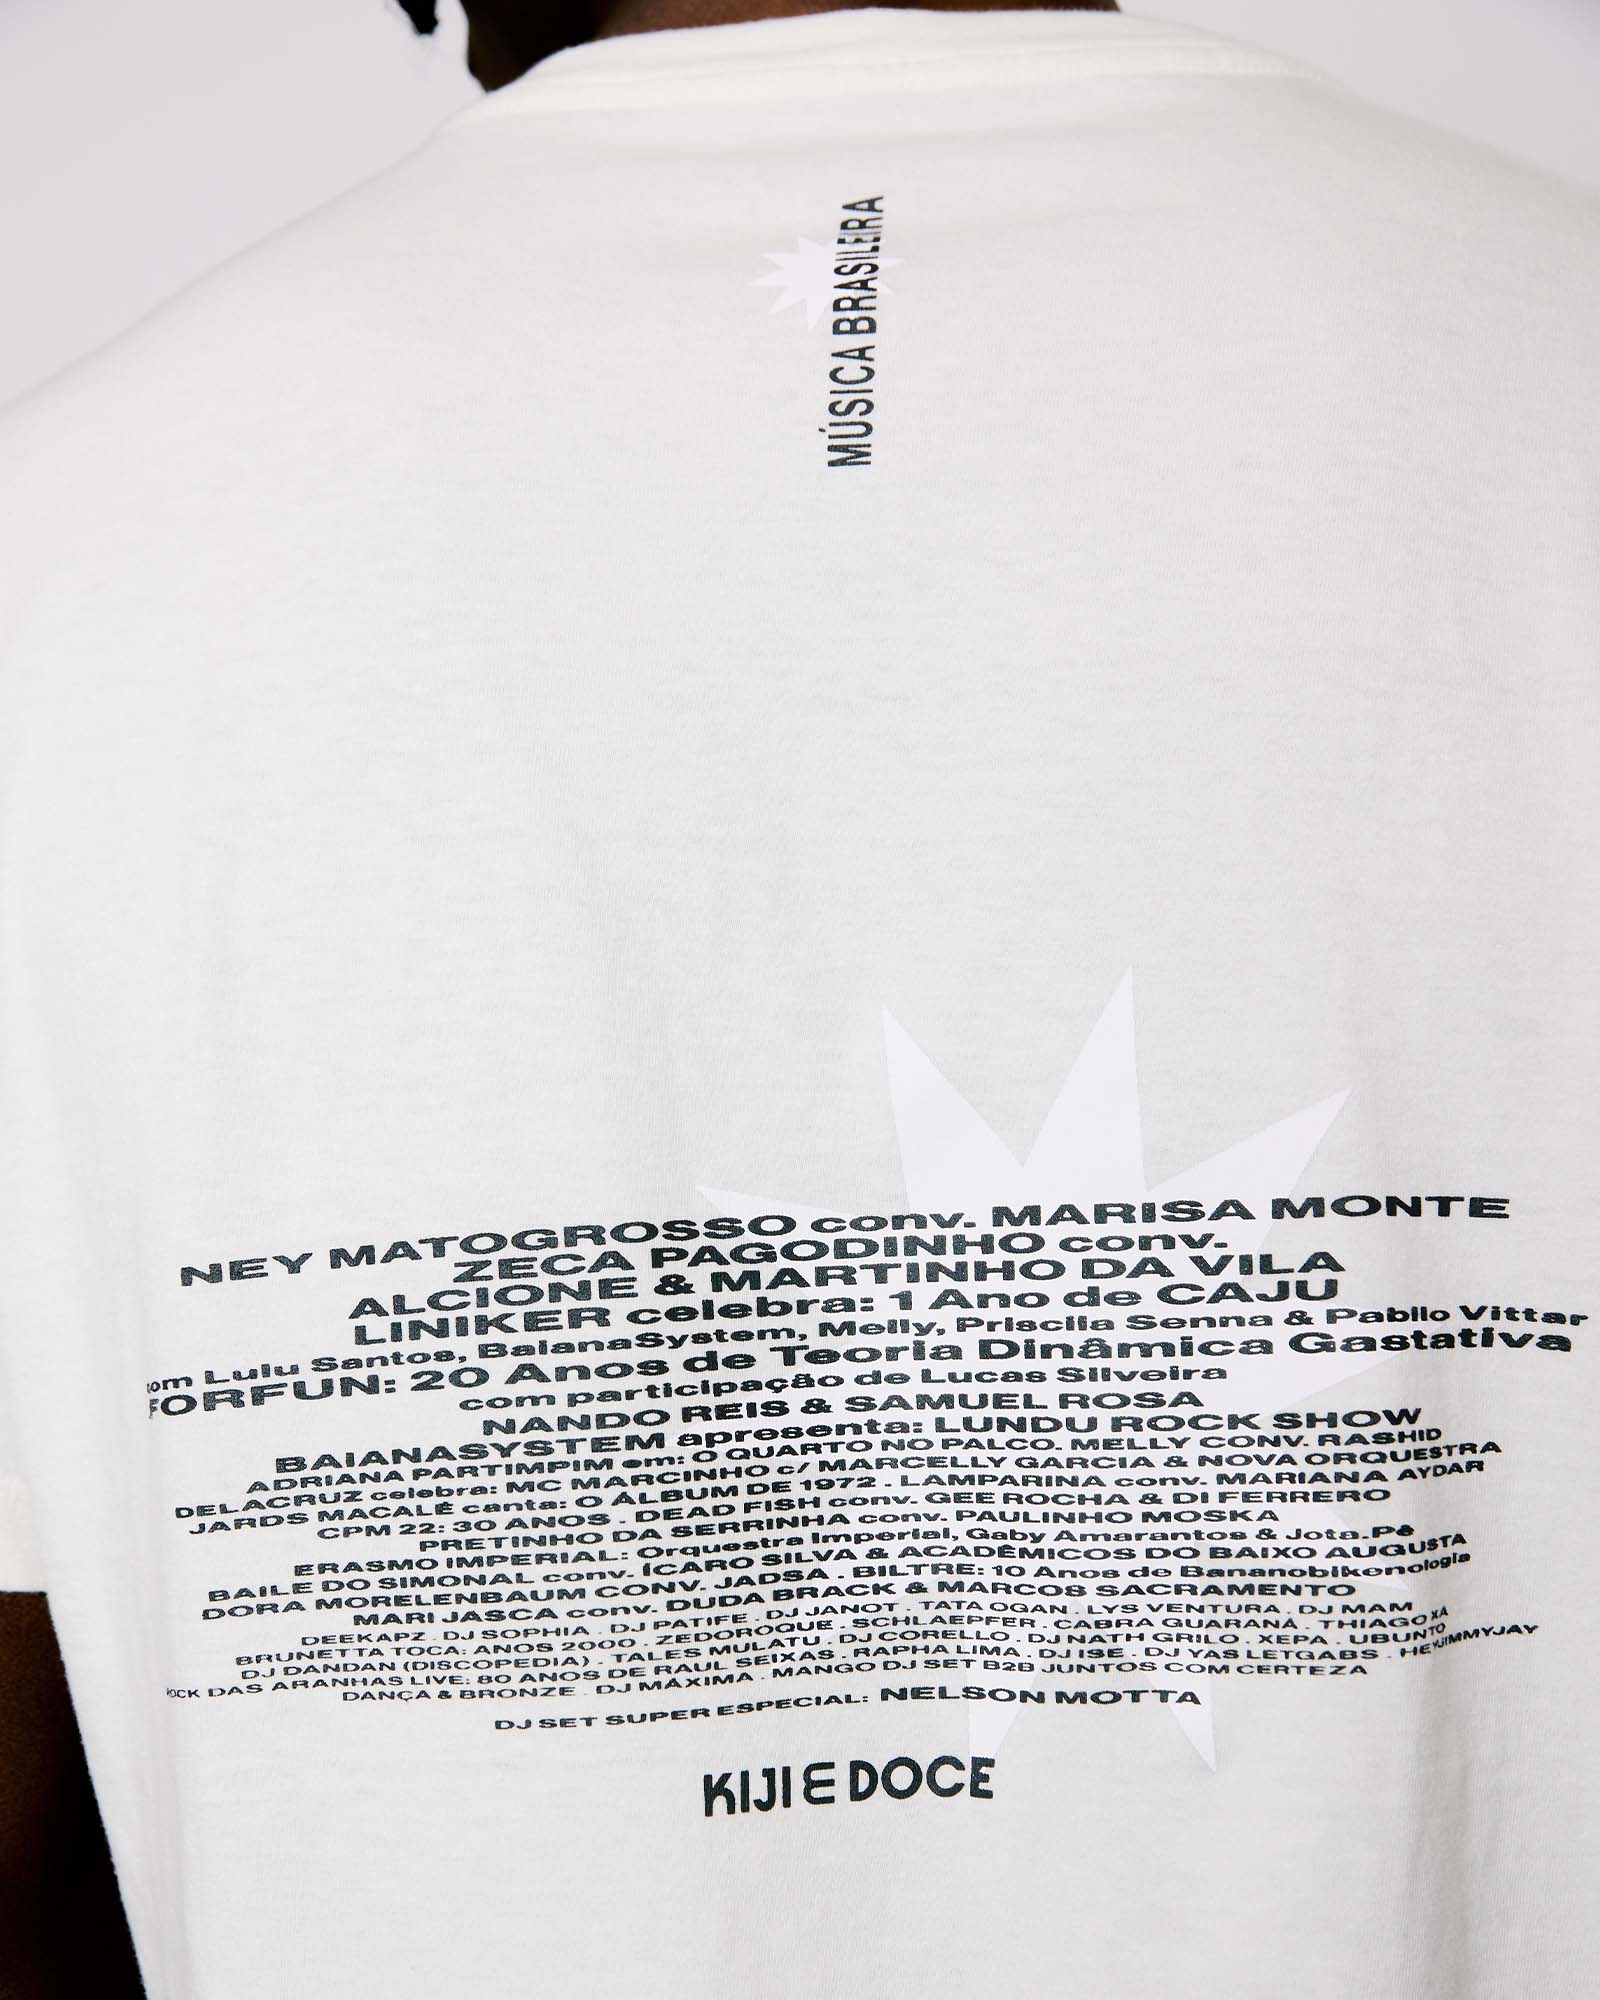 MÚSICA BRASILEIRA
NEY MATOGROSSO conv. MARISA MONTE
ZECA PAGODINHO conv.
ALCIONE & MARTINHO DA VILA
LINIKER celebra: 1 Ano de CAJU
com Lulu Santos, BaianaSystem, Melly, Priscila Senna & Pabllo Vittar
FORFUN: 20 Anos de Teoria Dinâmica Gastativa
com participação de Lucas Silveira
NANDO REIS & SAMUEL ROSA
BAIANASYSTEM apresenta: LUNDU ROCK SHOW
ADRIANA PARTIMPIM em: O QUARTO NO PALCO. MELLY CONV. RASHID
DELACRUZ celebra: MC MARCINHO c/ MARCELLY GARCIA & NOVA ORQUESTRA
JARDS MACALÉ canta: O ÁLBUM DE 1972 . LAMPARINA conv. MARIANA AYDAR
CPM 22: 30 ANOS . DEAD FISH conv. GEE ROCHA & DI FERRERO
PRETINHO DA SERRINHA conv. PAULINHO MOSKA
ERASMO IMPERIAL: Orquestra Imperial, Gaby Amarantos & Jota.Pê
BAILE DO SIMONAL conv. ÍCARO SILVA & ACADÊMICOS DO BAIXO AUGUSTA
DORA MORELENBAUM CONV. JADSA . BILTRE: 10 Anos de Bananobikenologia
MARI JASCA conv. DUDA BRACK & MARCOS SACRAMENTO
DEEKAPZ . DJ SOPHIA . DJ PATIFE . DJ JANOT . TATA OGAN . LYS VENTURA . DJ MAM
BRUNETTA TOCA: ANOS 2000 . ZEDOROQUE . SCHLAEPFER . CABRA GUARANÁ . THIAGOXA
DJ DANDAN (DISCOPEDIA) . TALES MULATU . DJ CORELLO . DJ NATH GRILO . XEPA . UBUNTO
ROCK DAS ARANHAS LIVE: 80 ANOS DE RAUL SEIXAS . RAPHA LIMA . DJ ISE . DJ YAS LETGABS . HEYJIMMYJAY
DANÇA & BRONZE . DJ MÁXIMA . MANGO DJ SET B2B JUNTOS COM CERTEZA
DJ SET SUPER ESPECIAL: NELSON MOTTA
KIJI E DOCE